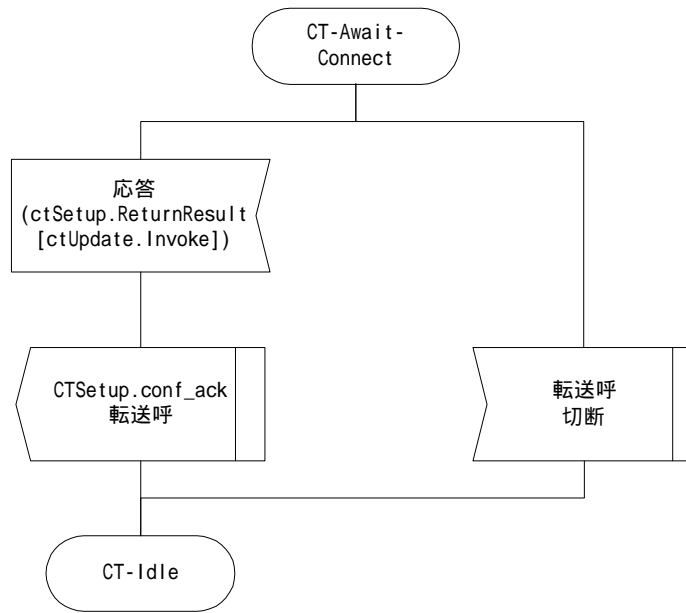 CT-Await-
Connect
応答
(ctSetup.ReturnResult
[ctUpdate.Invoke])
CTSetup.conf_ack
転送呼
転送呼
切断
CT-Idle